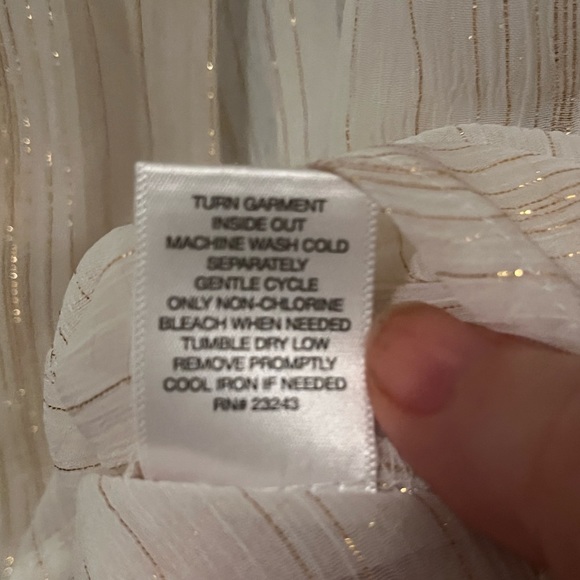 TURN GARMENT
INSIDE OUT
MACHINE WASH COLD
SEPARATELY
GENTLE CYCLE
ONLY NON-CHLORINE
BLEACH WHEN NEEDED
TUMBLE DRY LOW
REMOVE PROMPTLY
COOL IRON IF NEEDED
RN# 23243